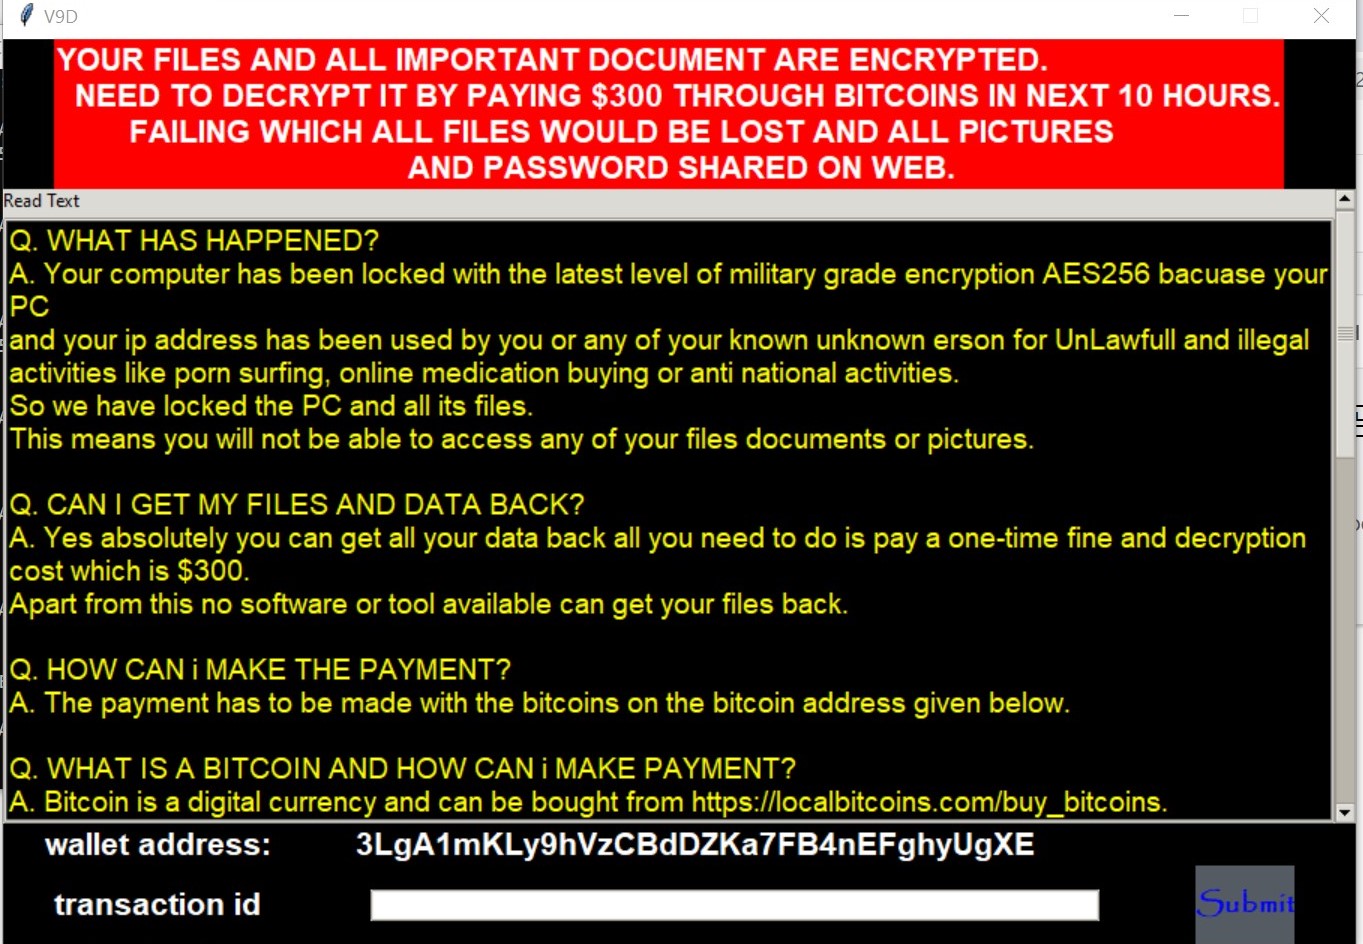 V9D
YOUR FILES AND ALL IMPORTANT DOCUMENT ARE ENCRYPTED.
NEED TO DECRYPT IT BY PAYING $300 THROUGH BITCOINS IN NEXT 10 HOURS.
FAILING WHICH ALL FILES WOULD BE LOST AND ALL PICTURES
AND PASSWORD SHARED ON WEB.
Read Text
Q. WHAT HAS HAPPENED?
A. Your computer has been locked with the latest level of military grade encryption AES256 bacuase your
PC
and your ip address has been used by you or any of your known unknown erson for UnLawfull and illegal
activities like porn surfing, online medication buying or anti national activities.
So we have locked the PC and all its files.
This means you will not be able to access any of your files documents or pictures.
Q. CAN I GET MY FILES AND DATA BACK?
A. Yes absolutely you can get all your data back all you need to do is pay a one-time fine and decryption
cost which is $300.
Apart from this no software or tool available can get your files back.
Q. HOW CAN i MAKE THE PAYMENT?
A. The payment has to be made with the bitcoins on the bitcoin address given below.
Q. WHAT IS A BITCOIN AND HOW CAN i MAKE PAYMENT?
A. Bitcoin is a digital currency and can be bought from https://localbitcoins.com/buy_bitcoins.
wallet address: 3LgA1mKLy9hVzCBdDZKa7FB4nEFghyUgXE
transaction id
Submit